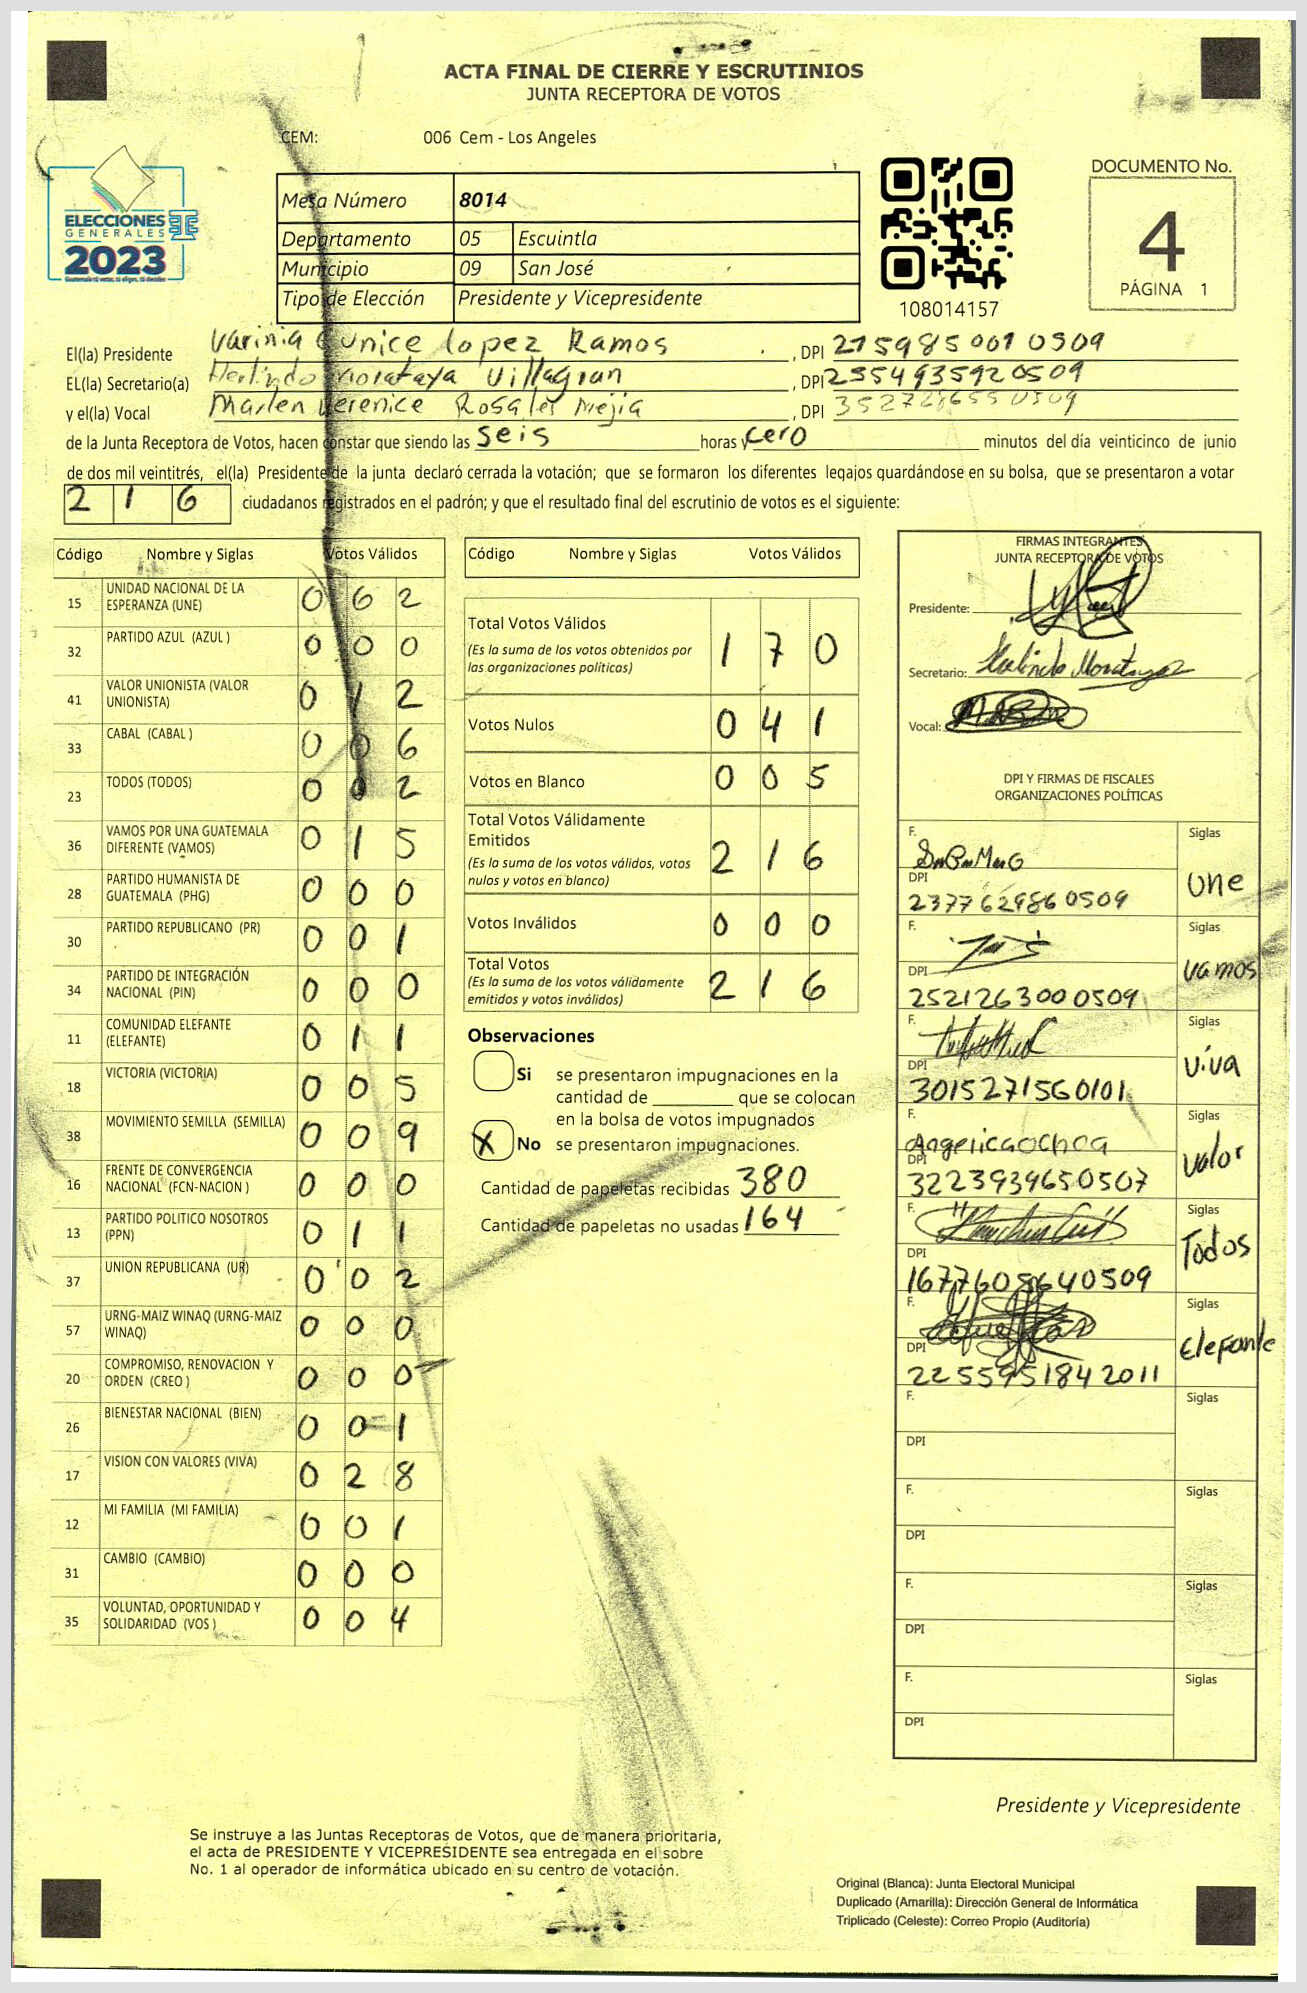 ACTA FINAL DE CIERRE Y ESCRUTINIOS
JUNTA RECEPTORA DE VOTOS
CEM: 006 Cem - Los Angeles
ELECCIONES
GENERALES
2023
Mesa Número 8014
Departamento 05 Escuintla
Municipio 09 San José
Tipo de Elección Presidente y Vicepresidente
108014157
DOCUMENTO No.
4
PÁGINA 1
El(la) Presidente Varinia Eunice lopez Ramos , DPI 2159850010509
EL(la) Secretario(a) Herlindo Morataya Villagran , DPI 2354935920509
y el(la) Vocal Marlen Verenice Rosales Mejia , DPI
de la Junta Receptora de Votos, hacen constar que siendo las seis horas y cero minutos del día veinticinco de junio
de dos mil veintitrés, el(la) Presidente de la junta declaró cerrada la votación; que se formaron los diferentes legajos guardándose en su bolsa, que se presentaron a votar
2 1 6 ciudadanos registrados en el padrón; y que el resultado final del escrutinio de votos es el siguiente:
Código Nombre y Siglas Votos Válidos
15 UNIDAD NACIONAL DE LA ESPERANZA (UNE) 0 6 2
32 PARTIDO AZUL (AZUL ) 0 0 0
41 VALOR UNIONISTA (VALOR UNIONISTA) 0 1 2
33 CABAL (CABAL ) 0 0 6
23 TODOS (TODOS) 0 0 2
36 VAMOS POR UNA GUATEMALA DIFERENTE (VAMOS) 0 1 5
28 PARTIDO HUMANISTA DE GUATEMALA (PHG) 0 0 0
30 PARTIDO REPUBLICANO (PR) 0 0 1
34 PARTIDO DE INTEGRACIÓN NACIONAL (PIN) 0 0 0
11 COMUNIDAD ELEFANTE (ELEFANTE) 0 1 1
18 VICTORIA (VICTORIA) 0 0 5
38 MOVIMIENTO SEMILLA (SEMILLA) 0 0 9
16 FRENTE DE CONVERGENCIA NACIONAL (FCN-NACION ) 0 0 0
13 PARTIDO POLITICO NOSOTROS (PPN) 0 1 1
37 UNION REPUBLICANA (UR) 0 0 2
57 URNG-MAIZ WINAQ (URNG-MAIZ WINAQ) 0 0 0
20 COMPROMISO, RENOVACION Y ORDEN (CREO ) 0 0 0
26 BIENESTAR NACIONAL (BIEN) 0 0 1
17 VISION CON VALORES (VIVA) 0 2 8
12 MI FAMILIA (MI FAMILIA) 0 0 1
31 CAMBIO (CAMBIO) 0 0 0
35 VOLUNTAD, OPORTUNIDAD Y SOLIDARIDAD (VOS ) 0 0 4
Código Nombre y Siglas Votos Válidos
Total Votos Válidos 1 7 0
(Es la suma de los votos obtenidos por
las organizaciones políticas)
Votos Nulos 0 4 1
Votos en Blanco 0 0 5
Total Votos Válidamente
Emitidos 2 1 6
(Es la suma de los votos válidos, votos
nulos y votos en blanco)
Votos Inválidos 0 0 0
Total Votos 2 1 6
(Es la suma de los votos válidamente
emitidos y votos inválidos)
Observaciones
Si se presentaron impugnaciones en la
cantidad de ________ que se colocan
en la bolsa de votos impugnados
X No se presentaron impugnaciones.
Cantidad de papeletas recibidas 380
Cantidad de papeletas no usadas 164
FIRMAS INTEGRANTES
JUNTA RECEPTORA DE VOTOS
Presidente:
Secretario: Herlindo Morataya
Vocal:
DPI Y FIRMAS DE FISCALES
ORGANIZACIONES POLÍTICAS
F. Siglas
DPI une
2377629860509
F. Siglas
DPI vamos
2521263000509
F. Siglas
DPI viva
3015271560101
F. Angelica Ochoa Siglas
DPI valor
3223939650507
F. Siglas
DPI Todos
1677605640509
F. Siglas
DPI Elefante
2255951842011
F. Siglas
DPI
F. Siglas
DPI
F. Siglas
DPI
F. Siglas
DPI
Presidente y Vicepresidente
Se instruye a las Juntas Receptoras de Votos, que de manera prioritaria,
el acta de PRESIDENTE Y VICEPRESIDENTE sea entregada en el sobre
No. 1 al operador de informática ubicado en su centro de votación.
Original (Blanca): Junta Electoral Municipal
Duplicado (Amarilla): Dirección General de Informática
Triplicado (Celeste): Correo Propio (Auditoría)